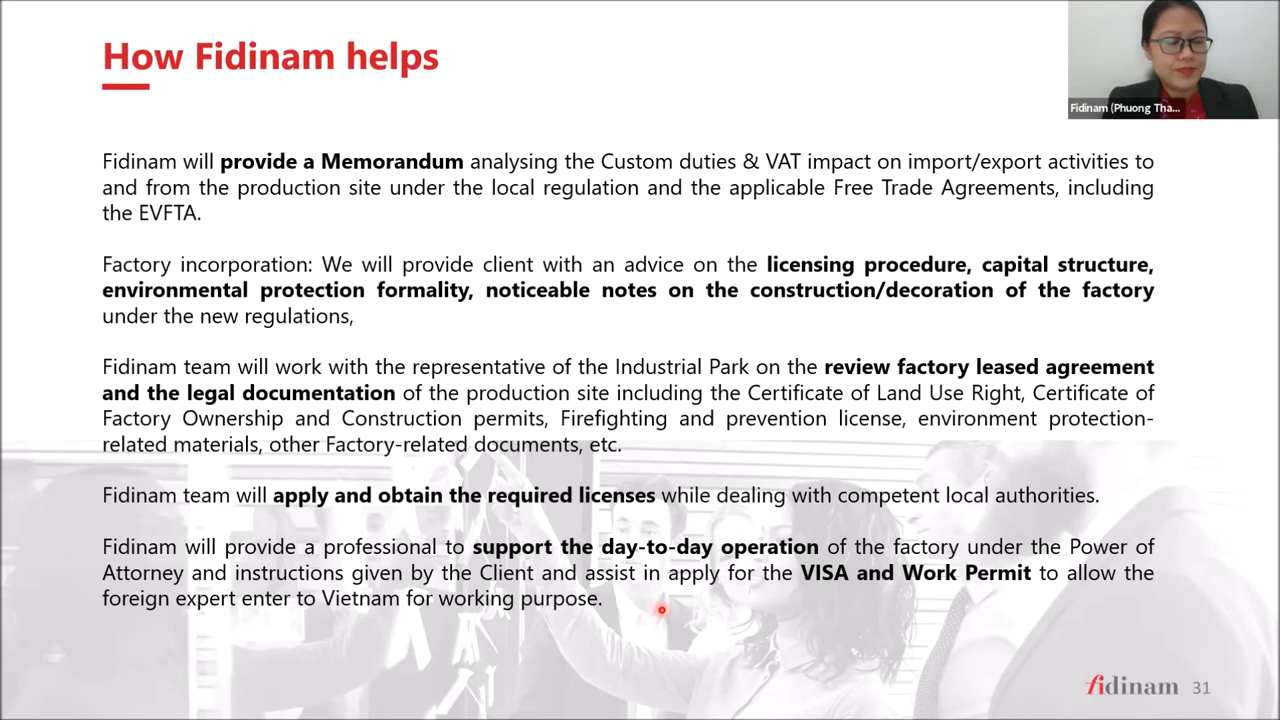 How Fidinam helps
Fidinam (Phuong Tha...
Fidinam will provide a Memorandum analysing the Custom duties & VAT impact on import/export activities to
and from the production site under the local regulation and the applicable Free Trade Agreements, including
the EVFTA.
Factory incorporation: We will provide client with an advice on the licensing procedure, capital structure,
environmental protection formality, noticeable notes on the construction/decoration of the factory
under the new regulations,
Fidinam team will work with the representative of the Industrial Park on the review factory leased agreement
and the legal documentation of the production site including the Certificate of Land Use Right, Certificate of
Factory Ownership and Construction permits, Firefighting and prevention license, environment protection-
related materials, other Factory-related documents, etc.
Fidinam team will apply and obtain the required licenses while dealing with competent local authorities.
Fidinam will provide a professional to support the day-to-day operation of the factory under the Power of
Attorney and instructions given by the Client and assist in apply for the VISA and Work Permit to allow the
foreign expert enter to Vietnam for working purpose.
fidinam 31